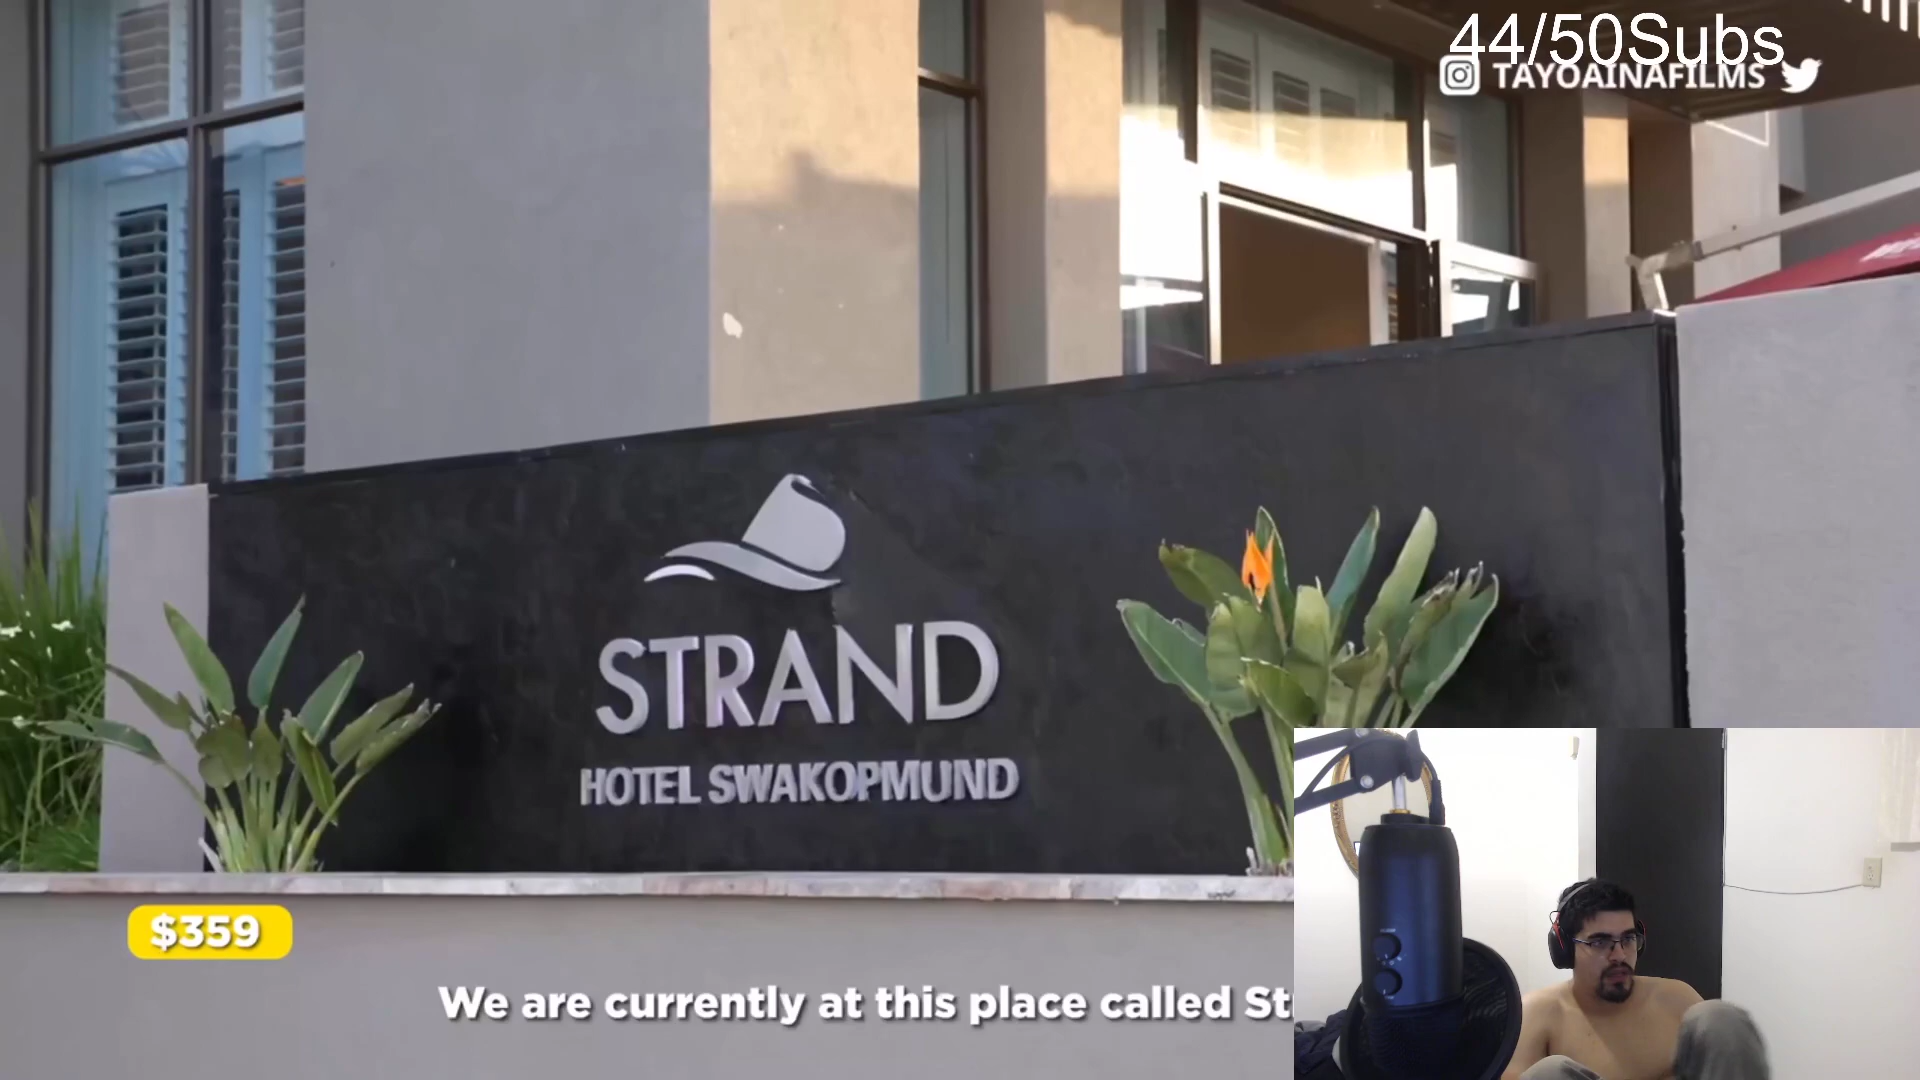 44/50Subs
TAYOAINAFILMS
STRAND
HOTEL SWAKOPMUND
$359
We are currently at this place called St